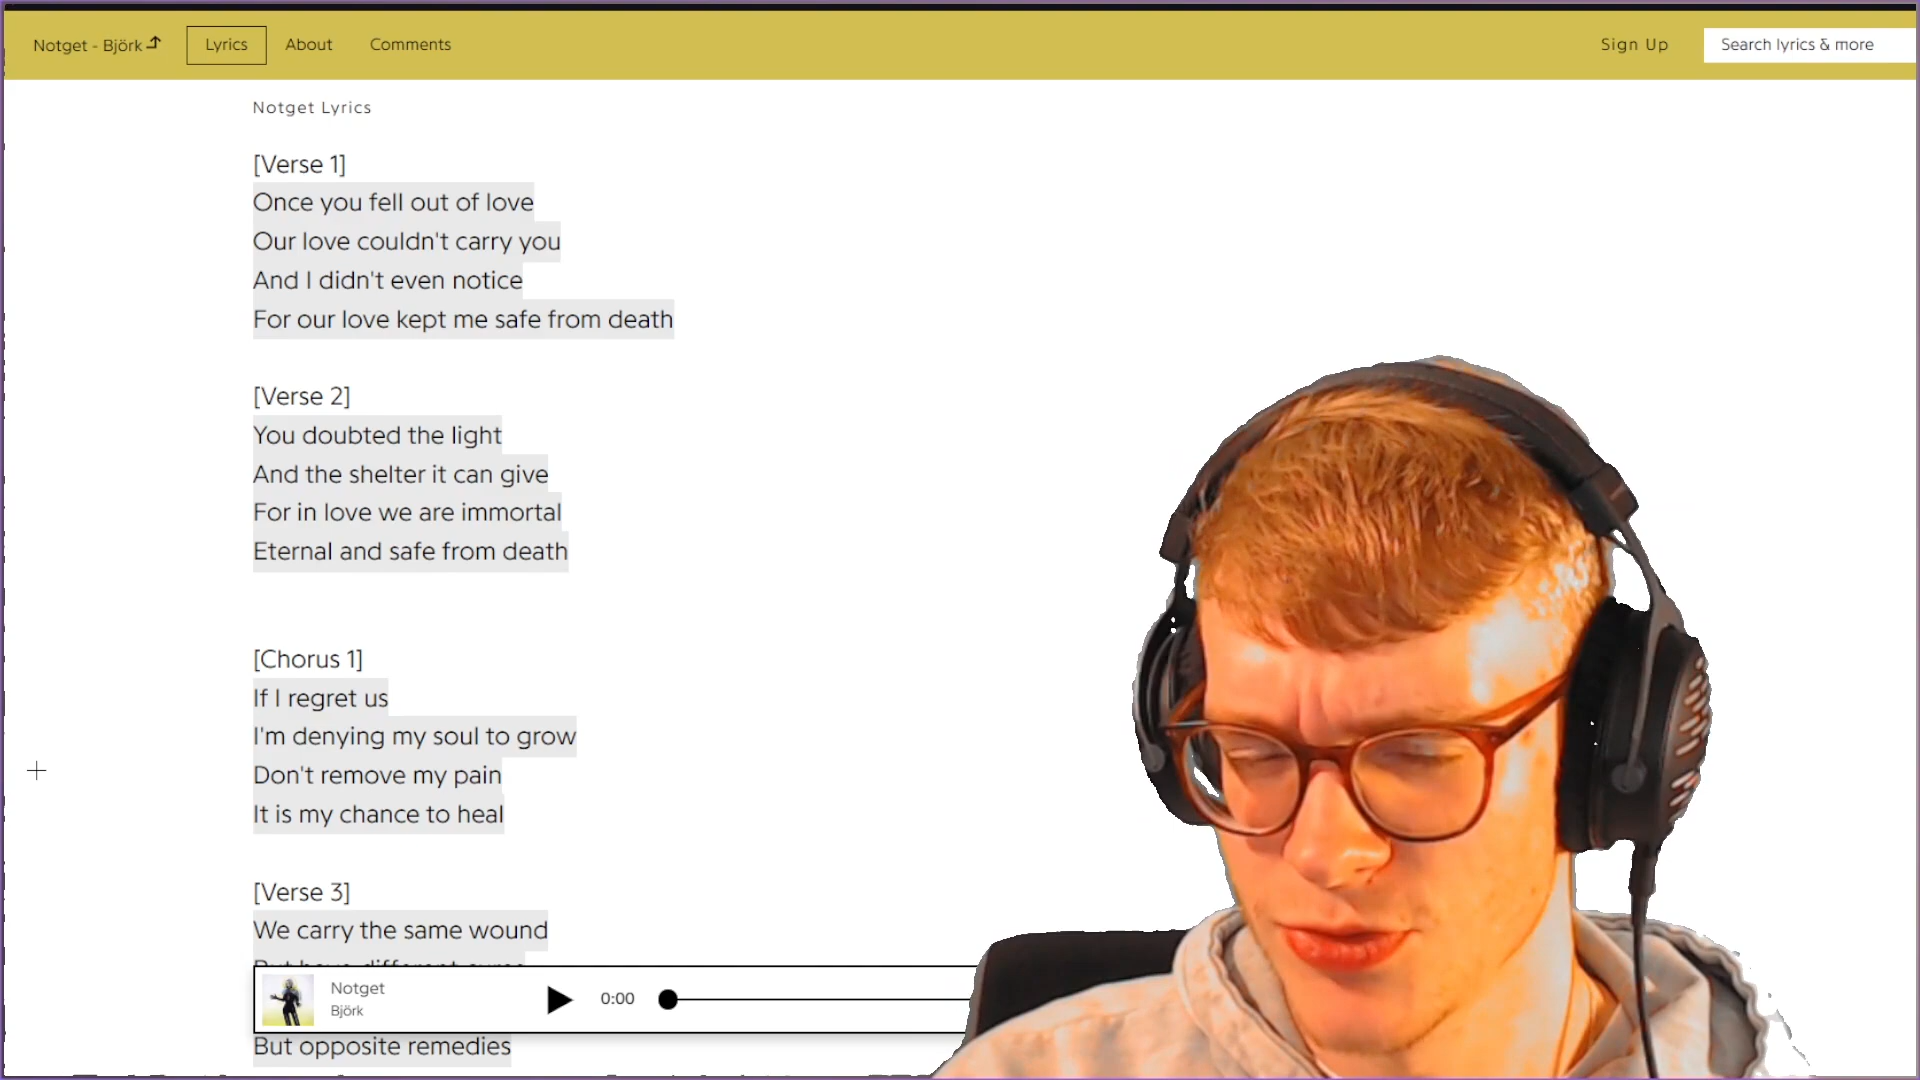 Notget - Björk
Lyrics
About
Comments
Sign Up
Search lyrics & more
Notget Lyrics
[Verse 1]
Once you fell out of love
Our love couldn't carry you
And I didn't even notice
For our love kept me safe from death
[Verse 2]
You doubted the light
And the shelter it can give
For in love we are immortal
Eternal and safe from death
[Chorus 1]
If I regret us
I'm denying my soul to grow
Don't remove my pain
It is my chance to heal
[Verse 3]
We carry the same wound
Notget
Björk
0:00
But opposite remedies